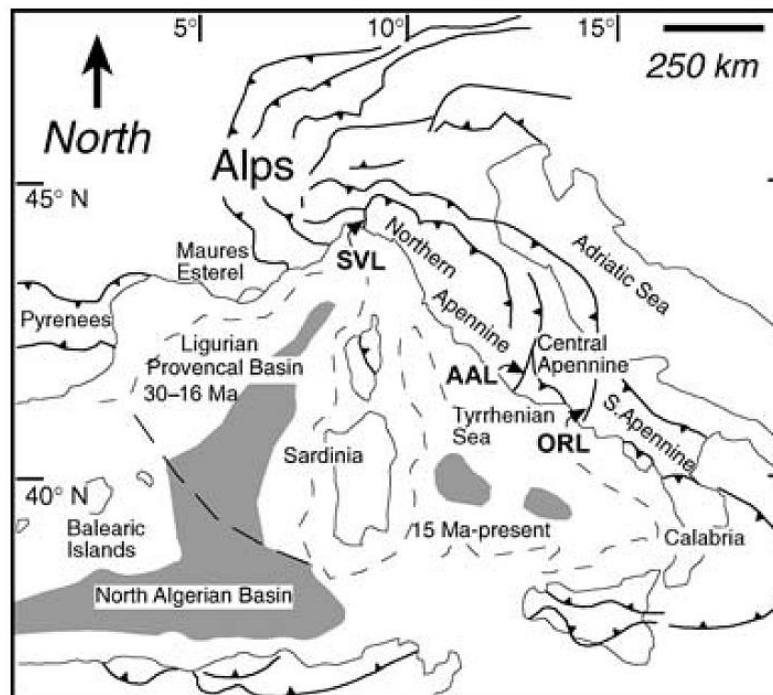 5° 10° 15°
250 km
North
Alps
45° N
Maures
Esterel
SVL
Northern
Apennine
Adriatic Sea
Pyrenees
Ligurian
Provencal Basin
30–16 Ma
AAL
Central
Apennine
Tyrrhenian
Sea
ORL
S. Apennine
Sardinia
40° N
Balearic
Islands
15 Ma-present
Calabria
North Algerian Basin